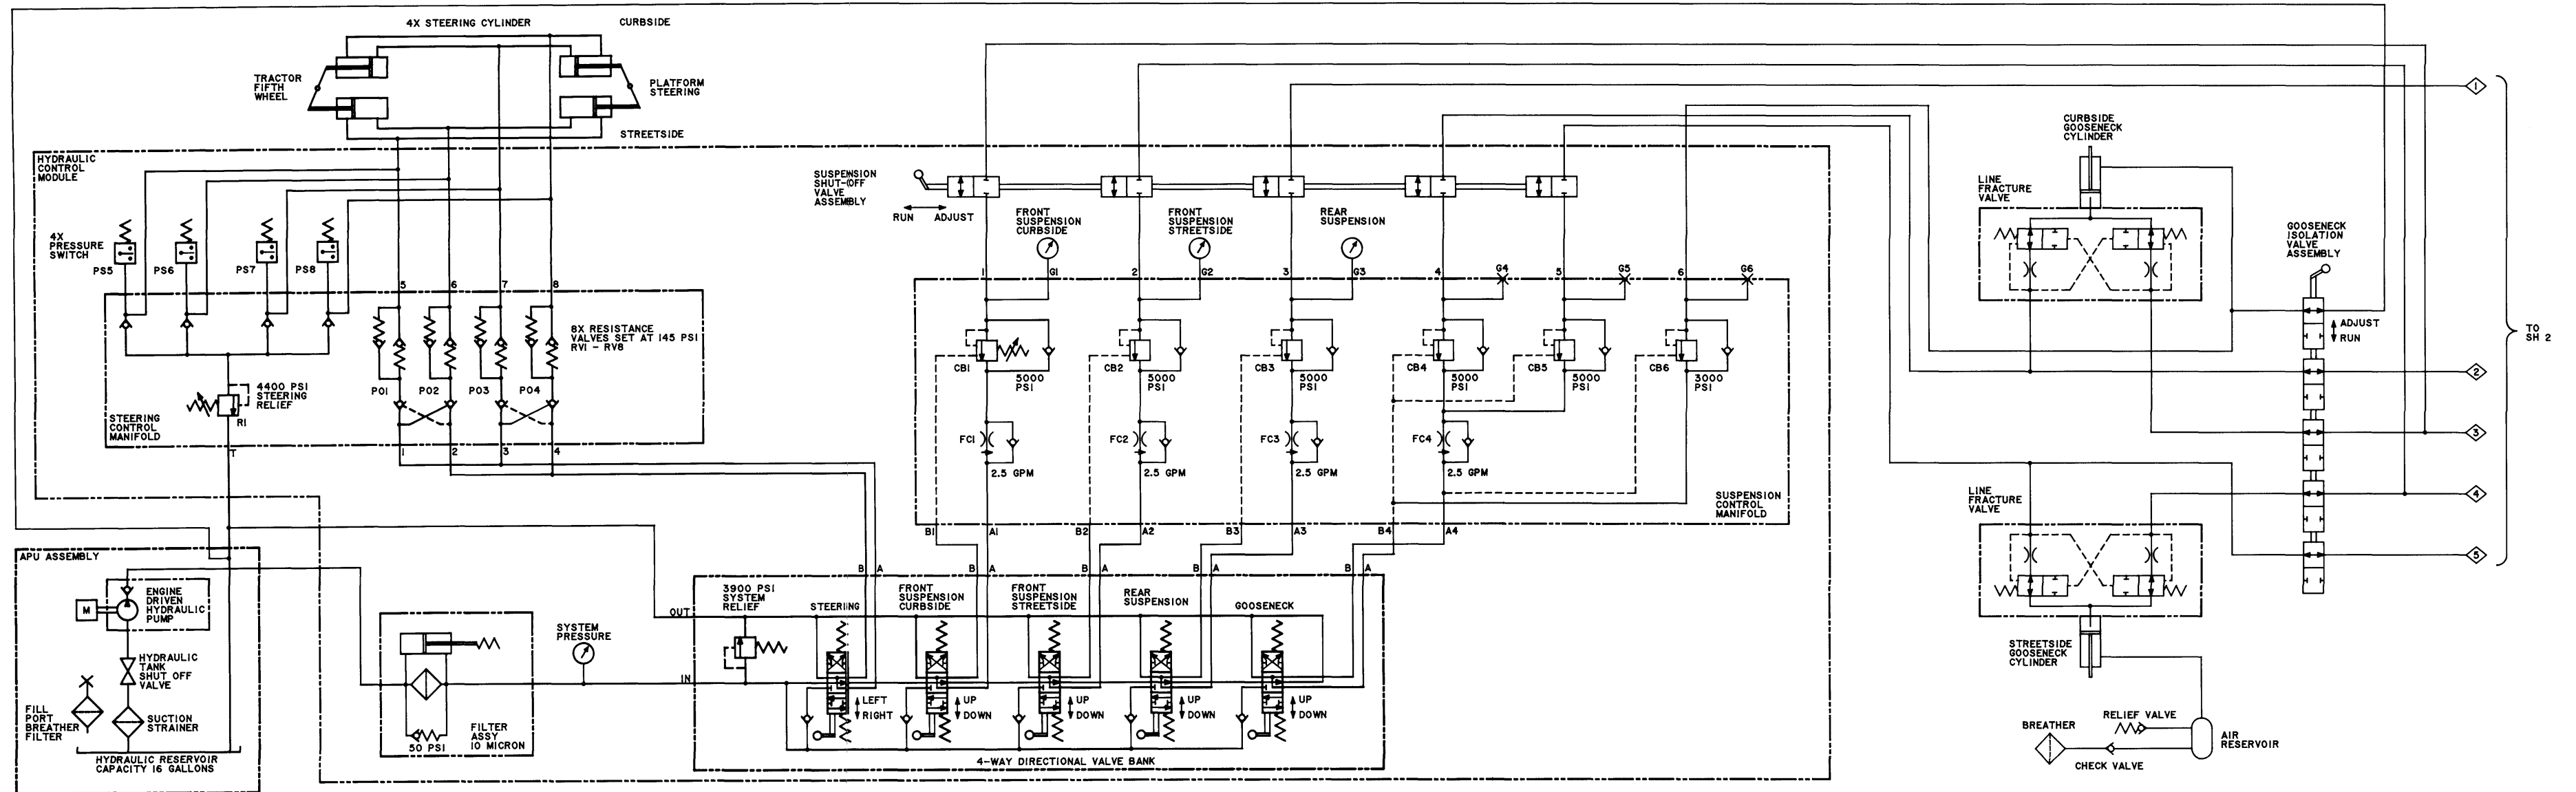 4X STEERING CYLINDER
CURBSIDE
TRACTOR
FIFTH
WHEEL
PLATFORM
STEERING
STREETSIDE
HYDRAULIC
CONTROL
MODULE
4X
PRESSURE
SWITCH
PS5
PS6
PS7
PS8
5
6
7
8
8X RESISTANCE
VALVES SET AT 145 PSI
RV1 - RV8
4400 PSI
STEERING
RELIEF
R1
PO1
PO2
PO3
PO4
STEERING
CONTROL
MANIFOLD
T
1
2
3
4
SUSPENSION
SHUT-OFF
VALVE
ASSEMBLY
RUN
ADJUST
FRONT
SUSPENSION
CURBSIDE
FRONT
SUSPENSION
STREETSIDE
REAR
SUSPENSION
1
G1
2
G2
3
G3
4
G4
5
G5
6
G6
CB1
5000
PSI
CB2
5000
PSI
CB3
5000
PSI
CB4
5000
PSI
CB5
5000
PSI
CB6
3000
PSI
FC1
2.5 GPM
FC2
2.5 GPM
FC3
2.5 GPM
FC4
2.5 GPM
SUSPENSION
CONTROL
MANIFOLD
B1
A1
B2
A2
B3
A3
B4
A4
CURBSIDE
GOOSENECK
CYLINDER
LINE
FRACTURE
VALVE
GOOSENECK
ISOLATION
VALVE
ASSEMBLY
ADJUST
RUN
1
2
3
4
5
TO
SH 2
LINE
FRACTURE
VALVE
STREETSIDE
GOOSENECK
CYLINDER
BREATHER
RELIEF VALVE
AIR
RESERVOIR
CHECK VALVE
APU ASSEMBLY
M
ENGINE
DRIVEN
HYDRAULIC
PUMP
HYDRAULIC
TANK
SHUT OFF
VALVE
FILL
PORT
BREATHER
FILTER
SUCTION
STRAINER
HYDRAULIC RESERVOIR
CAPACITY 16 GALLONS
50 PSI
FILTER
ASSY
10 MICRON
SYSTEM
PRESSURE
OUT
IN
3900 PSI
SYSTEM
RELIEF
B
A
B
A
B
A
B
A
B
A
STEERING
FRONT
SUSPENSION
CURBSIDE
FRONT
SUSPENSION
STREETSIDE
REAR
SUSPENSION
GOOSENECK
LEFT
RIGHT
UP
DOWN
UP
DOWN
UP
DOWN
UP
DOWN
4-WAY DIRECTIONAL VALVE BANK